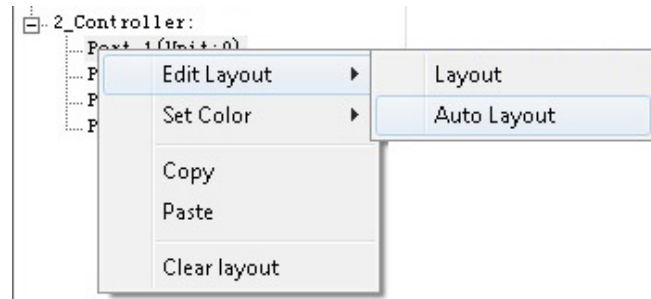 2_Controller:
Port 1(Unit:0)
P
P
P
Edit Layout
Set Color
Copy
Paste
Clear layout
Layout
Auto Layout